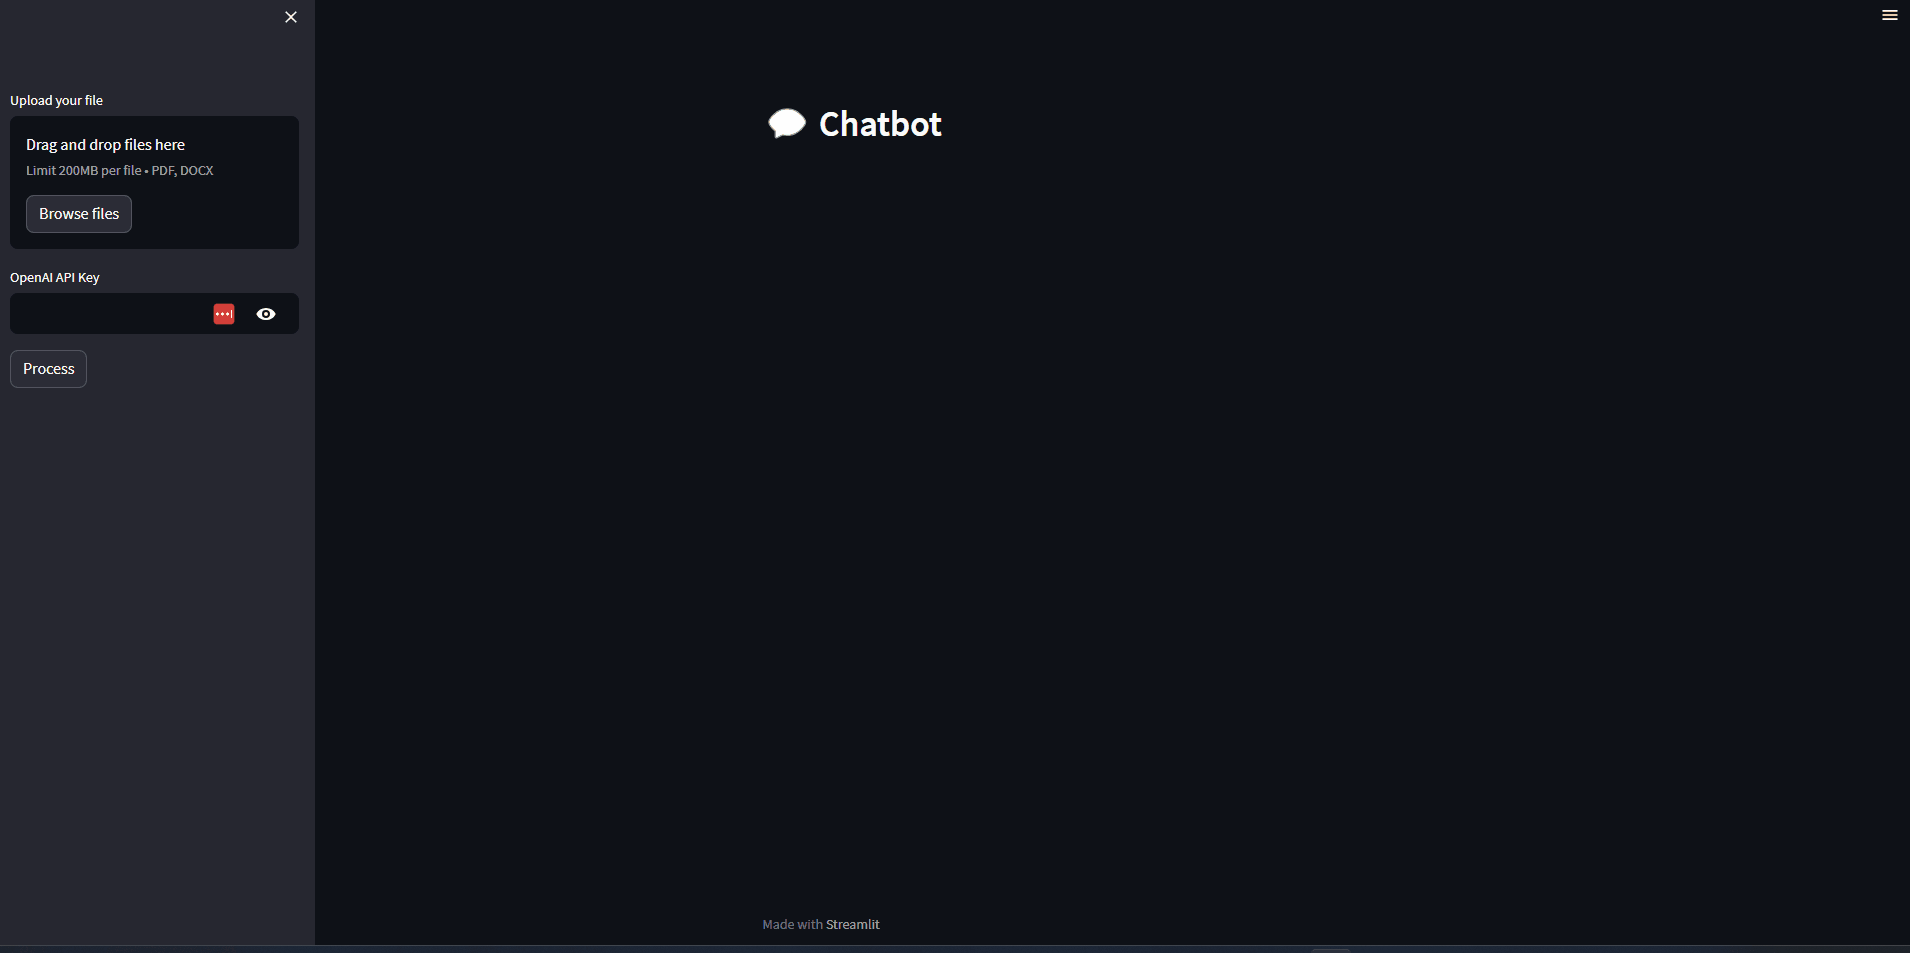 Upload your file
Drag and drop files here
Limit 200MB per file • PDF, DOCX
Browse files
OpenAI API Key
Process
Chatbot
Made with Streamlit